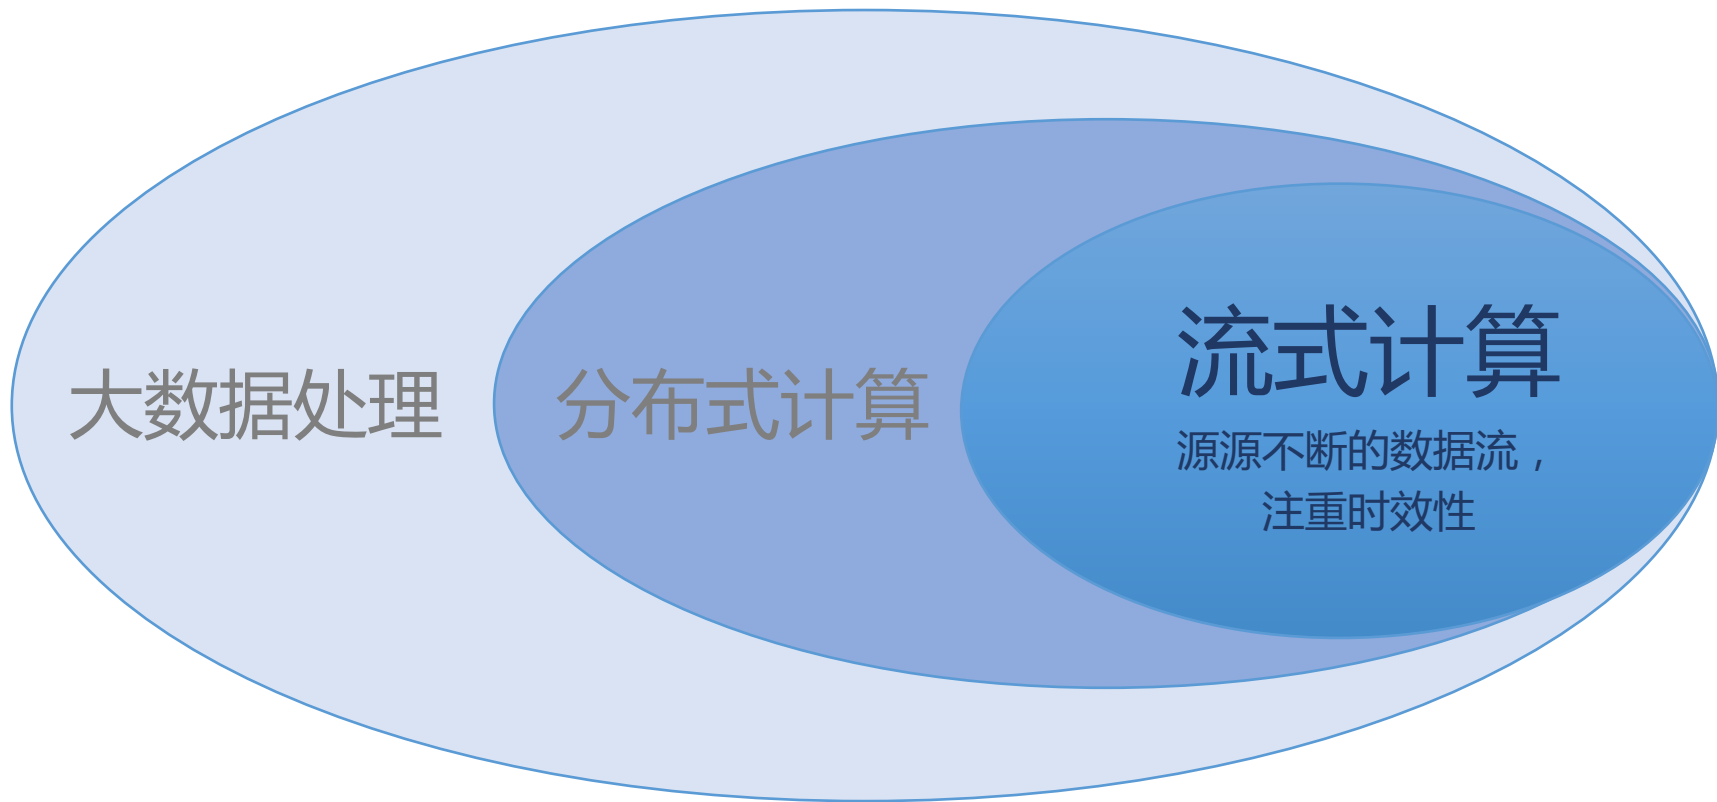 大数据处理
分布式计算
流式计算
源源不断的数据流，
注重时效性